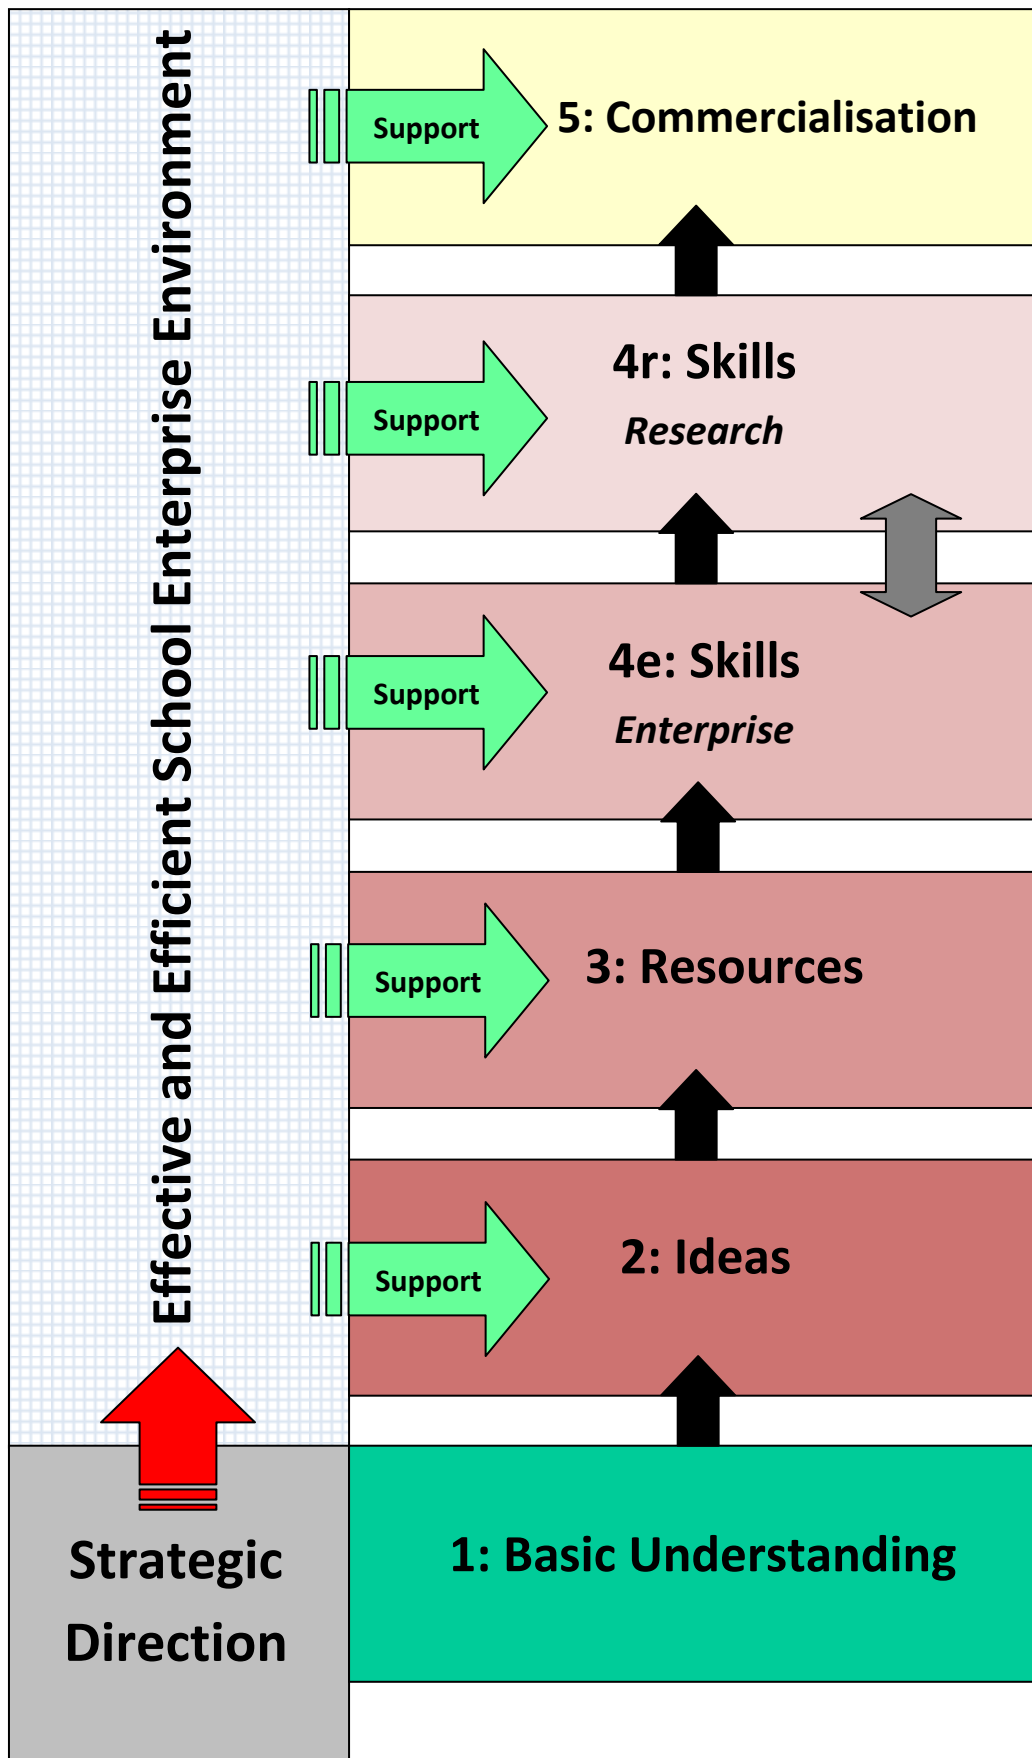 Effective and Efficient School Enterprise Environment
Support
5: Commercialisation
Support
4r: Skills
Research
Support
4e: Skills
Enterprise
Support
3: Resources
Support
2: Ideas
Strategic
Direction
1: Basic Understanding